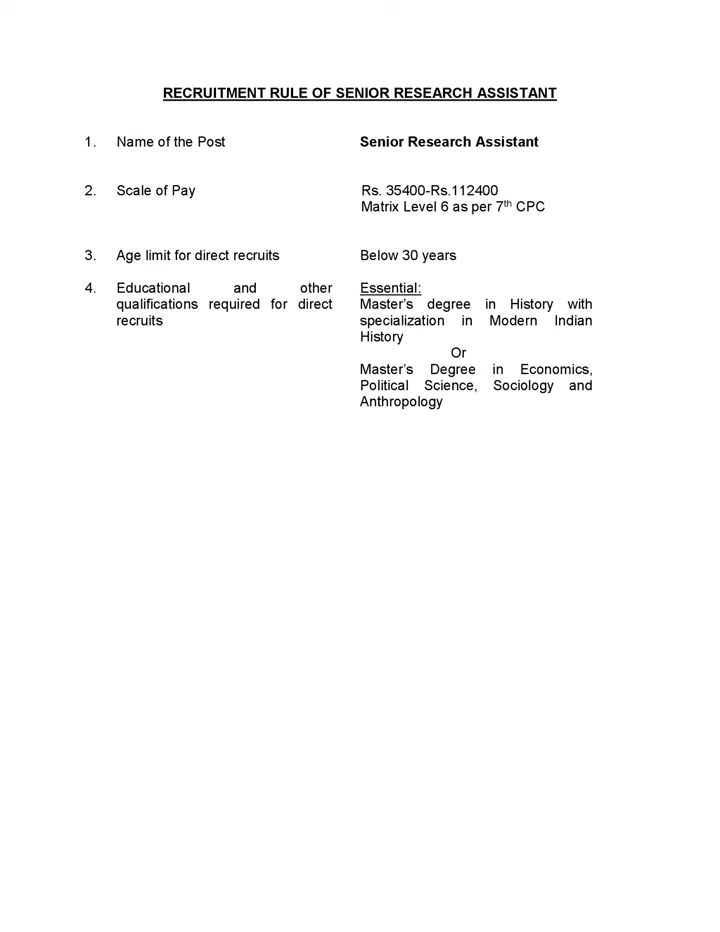 RECRUITMENT RULE OF SENIOR RESEARCH ASSISTANT
1. Name of the Post Senior Research Assistant
2. Scale of Pay Rs. 35400-Rs.112400
Matrix Level 6 as per 7th CPC
3. Age limit for direct recruits Below 30 years
4. Educational and other Essential:
qualifications required for direct Master's degree in History with
recruits specialization in Modern Indian
History
Or
Master's Degree in Economics,
Political Science, Sociology and
Anthropology